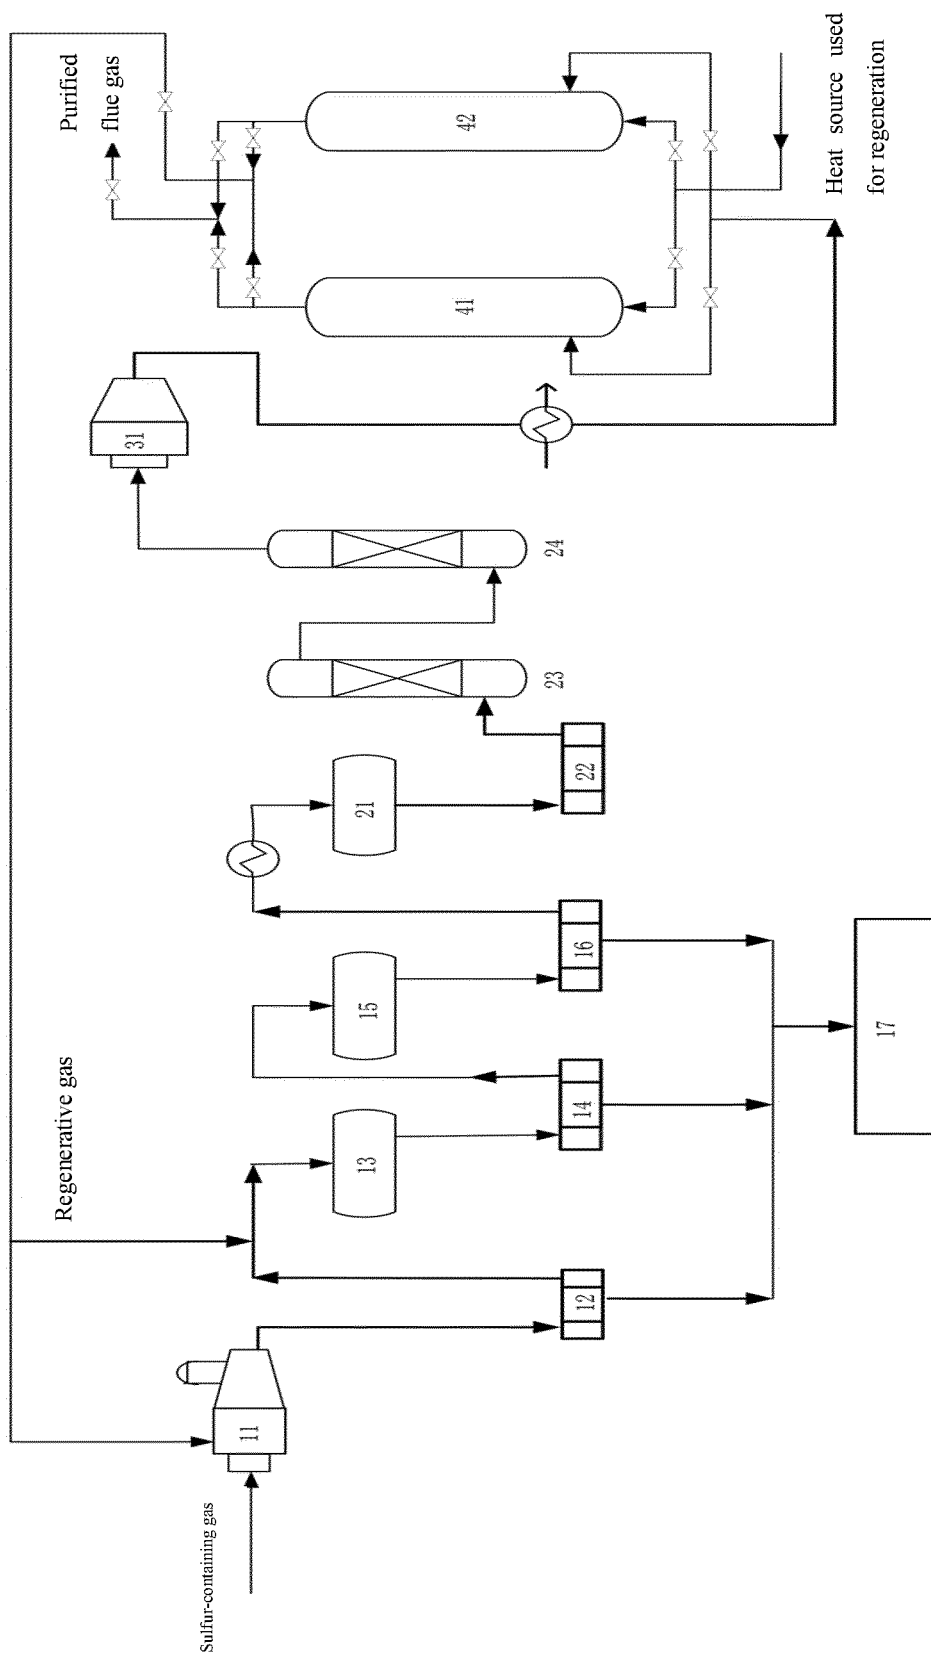 Sulfur-containing gas
11
12
Regenerative gas
13
14
15
16
17
21
22
23
24
31
41
42
Purified
flue gas
Heat source used
for regeneration